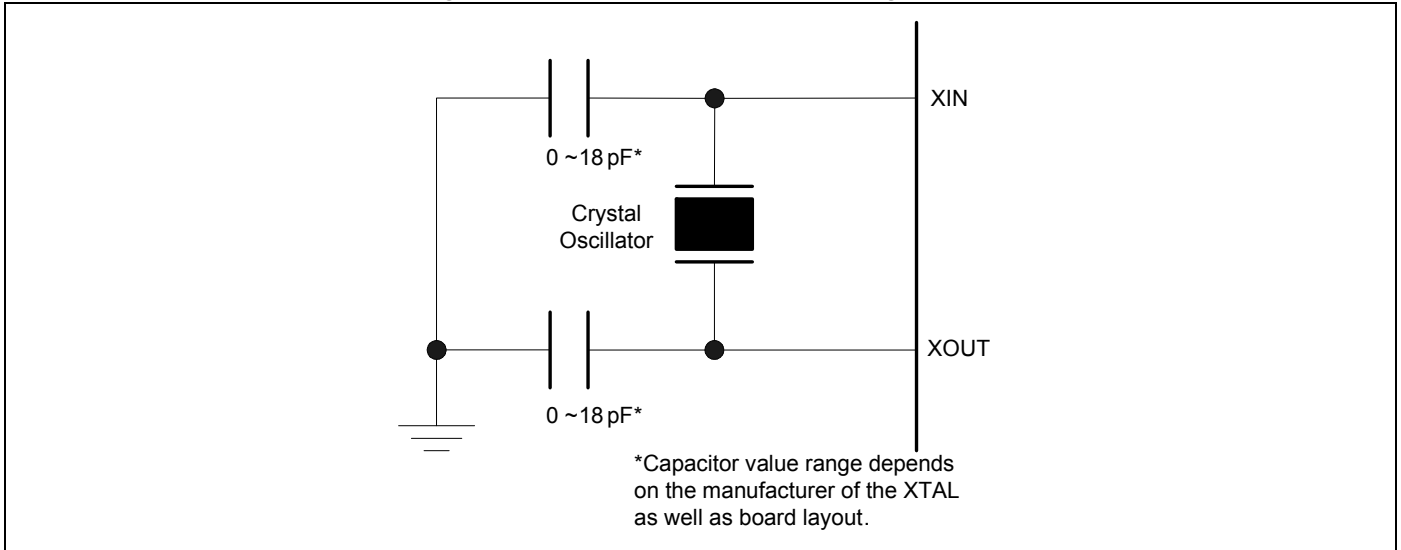 XIN
0 ~18 pF*
Crystal
Oscillator
XOUT
0 ~18 pF*
*Capacitor value range depends
on the manufacturer of the XTAL
as well as board layout.